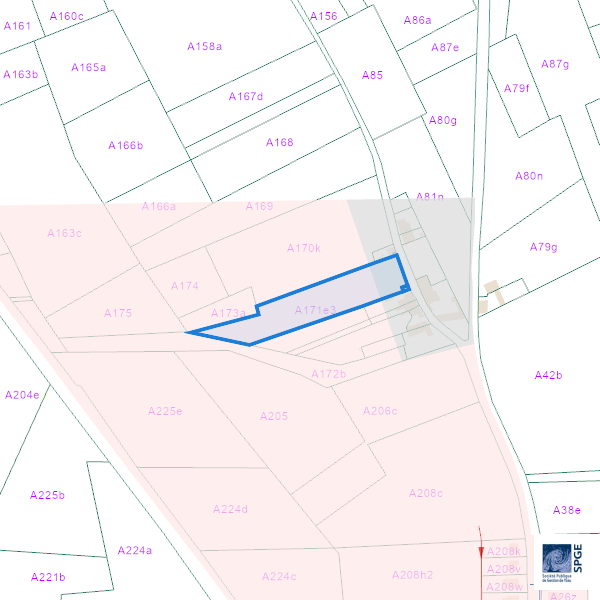 A160c
A156
A86a
A161
A158a
A87e
A87g
A163b
A165a
A85
A79f
A167d
A80g
A166b
A168
A80n
A166a
A169
A163c
A170k
A79g
A174
A175
A173a
A171e3
A172b
A42b
A204e
A225e
A205
A206c
A225b
A208c
A224d
A38e
A224a
A208k
A208v
A221b
A224c
A208h2
A208w
A26z
SPGE
Société Publique
de Gestion de l'Eau